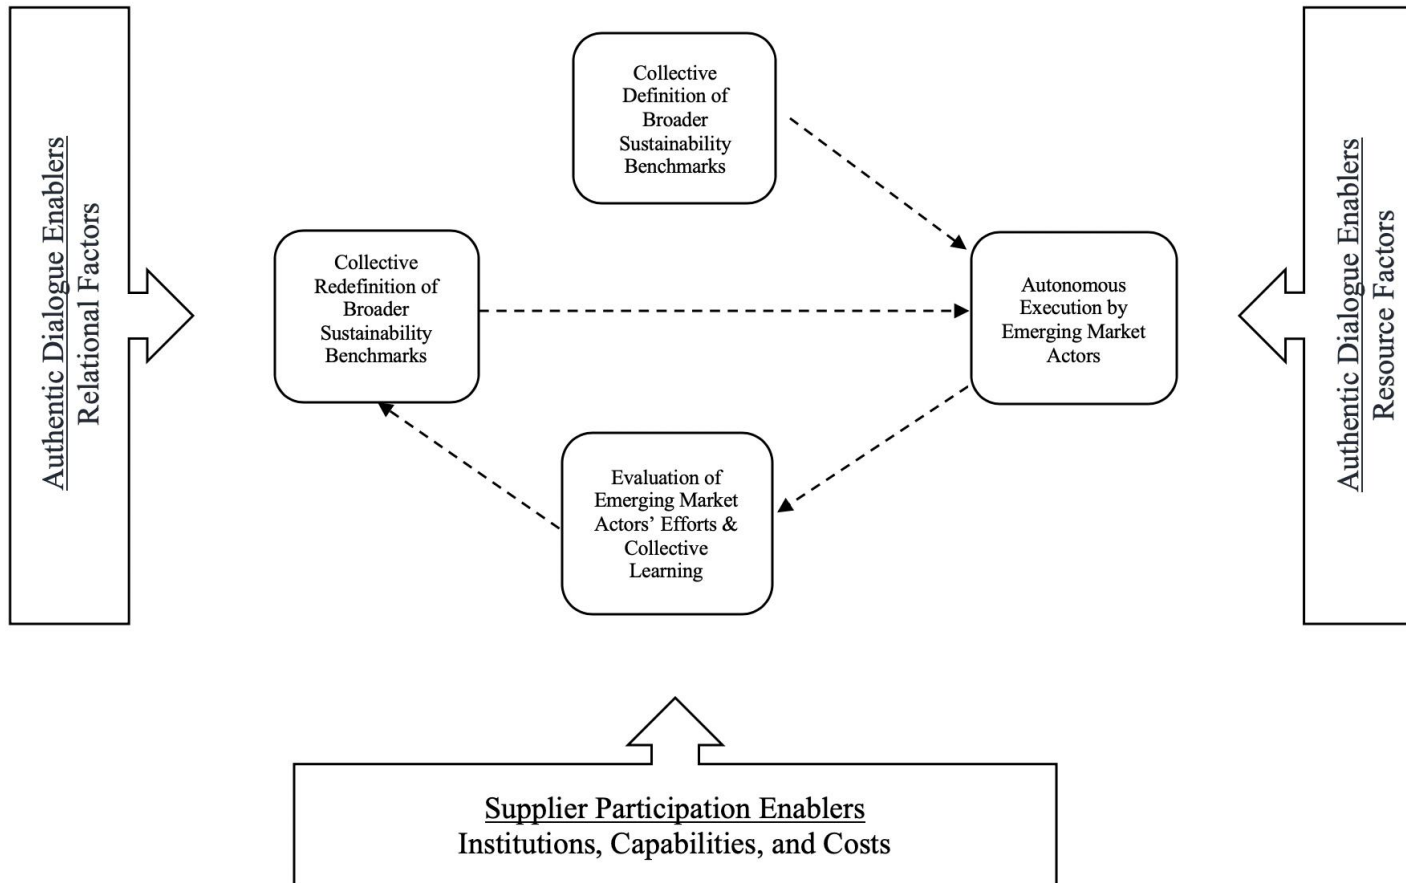 Authentic Dialogue Enablers
Relational Factors
Collective
Definition of
Broader
Sustainability
Benchmarks
Collective
Redefinition of
Broader
Sustainability
Benchmarks
Autonomous
Execution by
Emerging Market
Actors
Evaluation of
Emerging Market
Actors’ Efforts &
Collective
Learning
Authentic Dialogue Enablers
Resource Factors
Supplier Participation Enablers
Institutions, Capabilities, and Costs